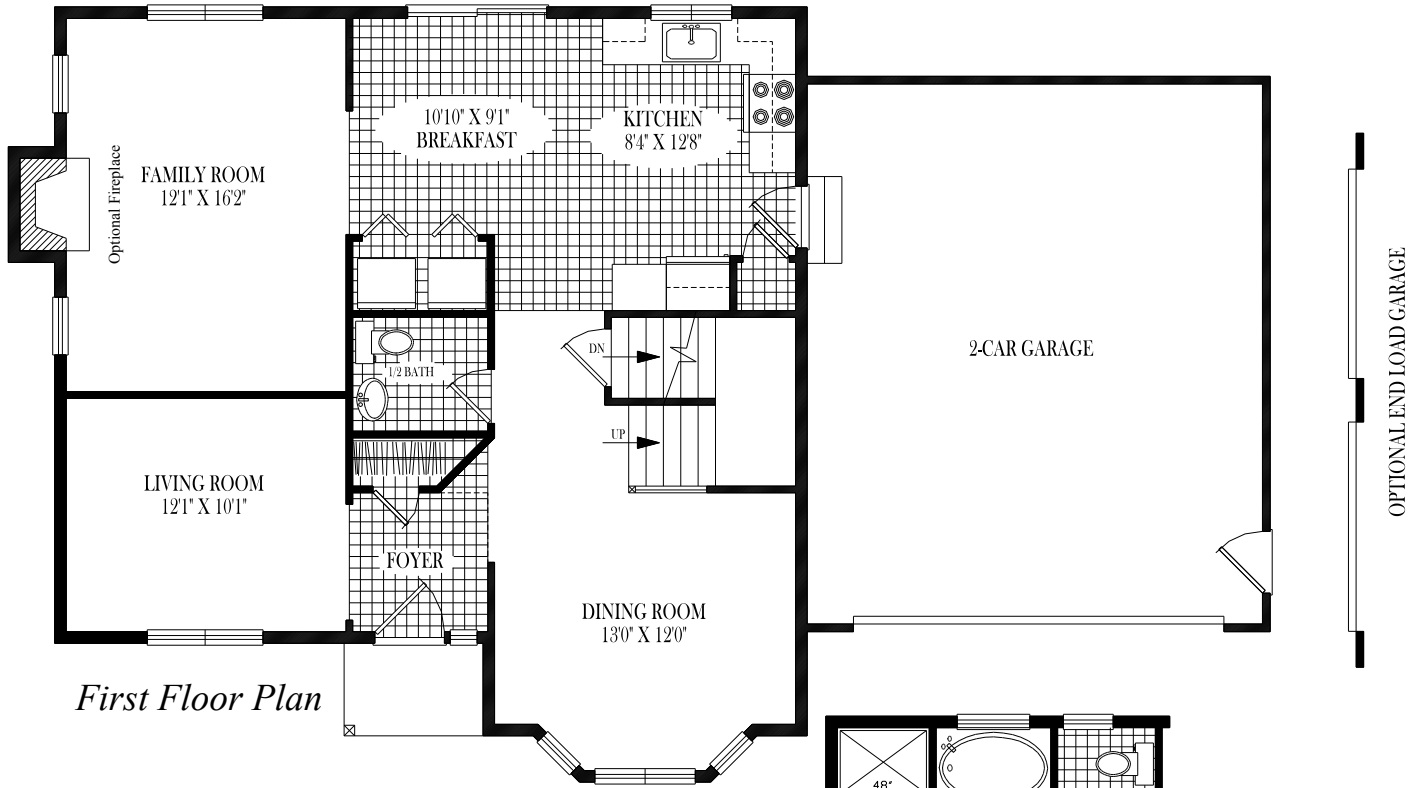 10'10" X 9'1"
BREAKFAST
KITCHEN
8'4" X 12'8"
FAMILY ROOM
12'1" X 16'2"
Optional Fireplace
2-CAR GARAGE
OPTIONAL END LOAD GARAGE
DN
1/2 BATH
UP
LIVING ROOM
12'1" X 10'1"
FOYER
DINING ROOM
13'0" X 12'0"
First Floor Plan
48"